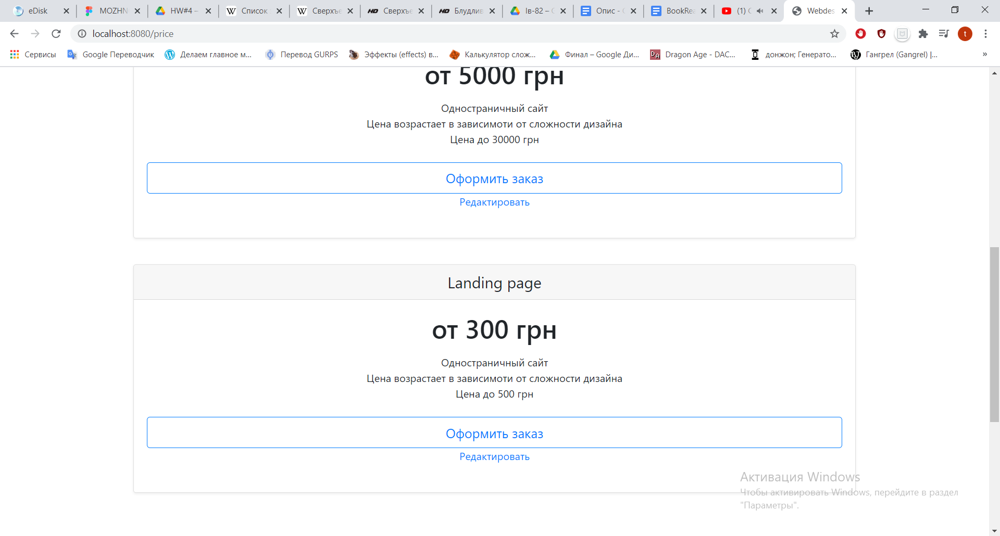 eDisk
MOZHN
HW#4 –
Список
Сверхъе
Сверхъе
Блудлив
Ів-82 – G
Опис - G
BookRea
(1) C
Webdes
localhost:8080/price
t
Сервисы
Google Переводчик
Делаем главное м...
Перевод GURPS
Эффекты (effects) в...
Калькулятор слож...
Финал – Google Ди...
Dragon Age - DAC...
донжон; Генерато...
Гангрел (Gangrel) |...
»
от 5000 грн
Одностраничный сайт
Цена возрастает в зависимоти от сложности дизайна
Цена до 30000 грн
Оформить заказ
Редактировать
Landing page
от 300 грн
Одностраничный сайт
Цена возрастает в зависимоти от сложности дизайна
Цена до 500 грн
Оформить заказ
Редактировать
Активация Windows
Чтобы активировать Windows, перейдите в раздел
"Параметры".